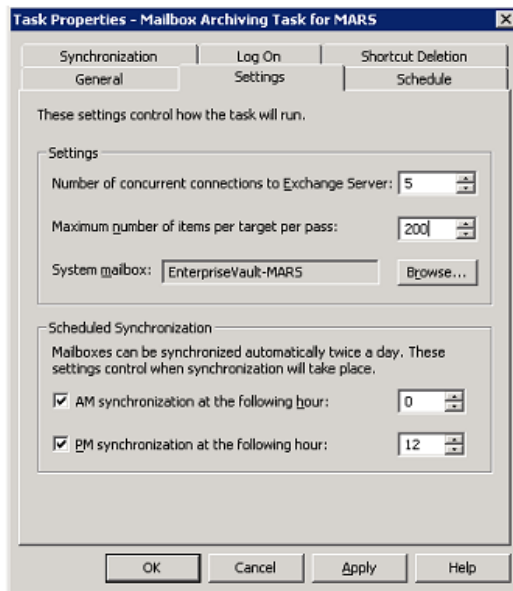 Task Properties - Mailbox Archiving Task for MARS
Synchronization Log On Shortcut Deletion
General Settings Schedule
These settings control how the task will run.
Settings
Number of concurrent connections to Exchange Server: 5
Maximum number of items per target per pass: 200
System mailbox: EnterpriseVault-MARS Browse...
Scheduled Synchronization
Mailboxes can be synchronized automatically twice a day. These
settings control when synchronization will take place.
AM synchronization at the following hour: 0
PM synchronization at the following hour: 12
OK Cancel Apply Help